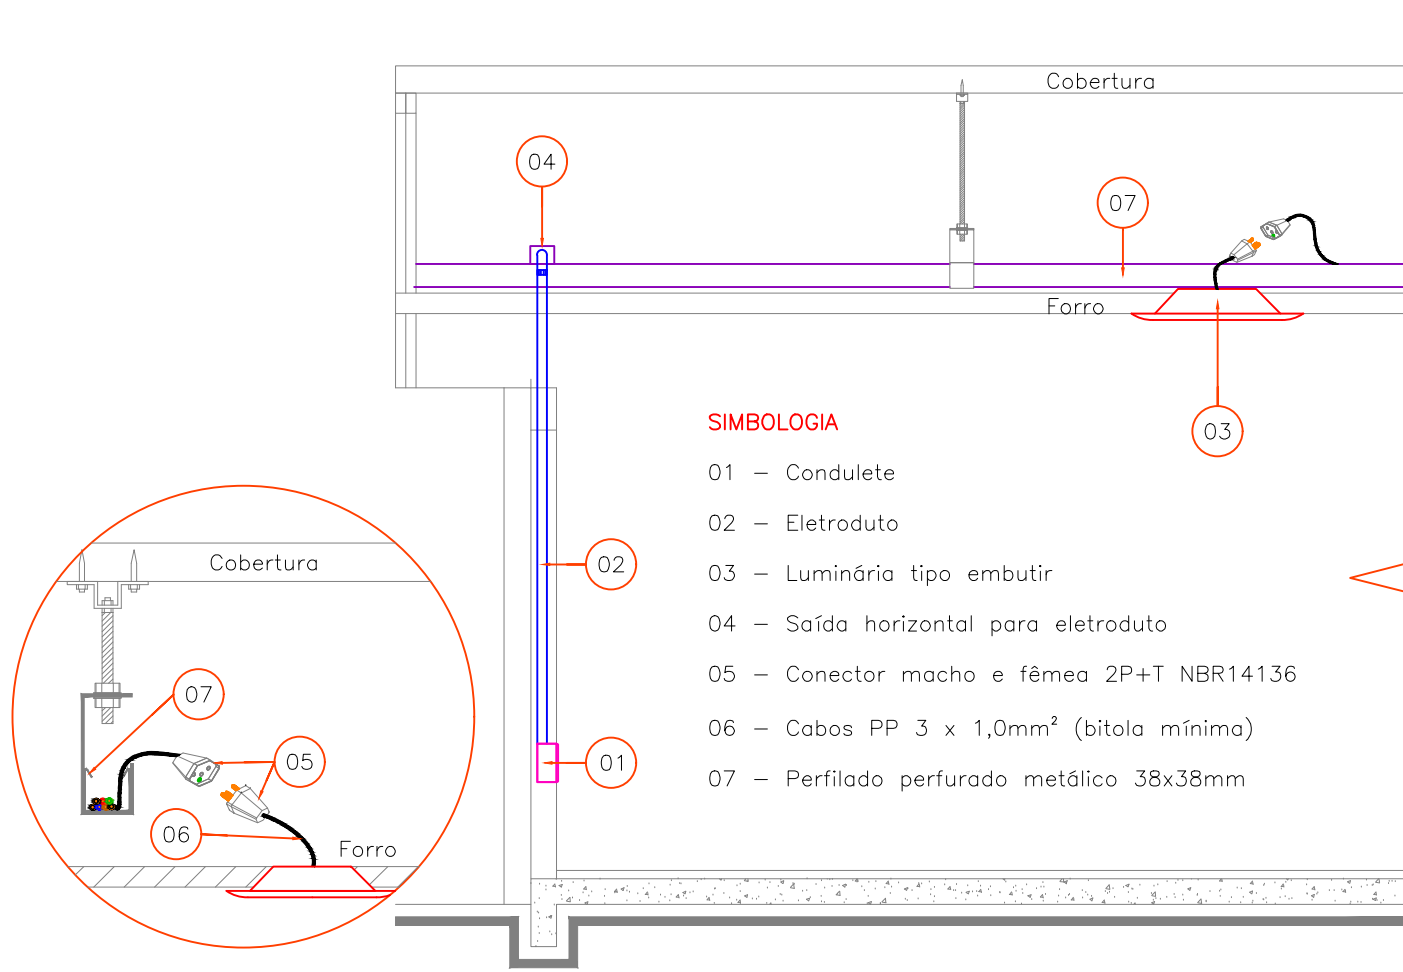 Cobertura
04
07
Forro
03
SIMBOLOGIA
01 – Condulete
02 – Eletroduto
03 – Luminária tipo embutir
04 – Saída horizontal para eletroduto
05 – Conector macho e fêmea 2P+T NBR14136
06 – Cabos PP 3 x 1,0mm² (bitola mínima)
07 – Perfilado perfurado metálico 38x38mm
02
01
Cobertura
07
05
06
Forro